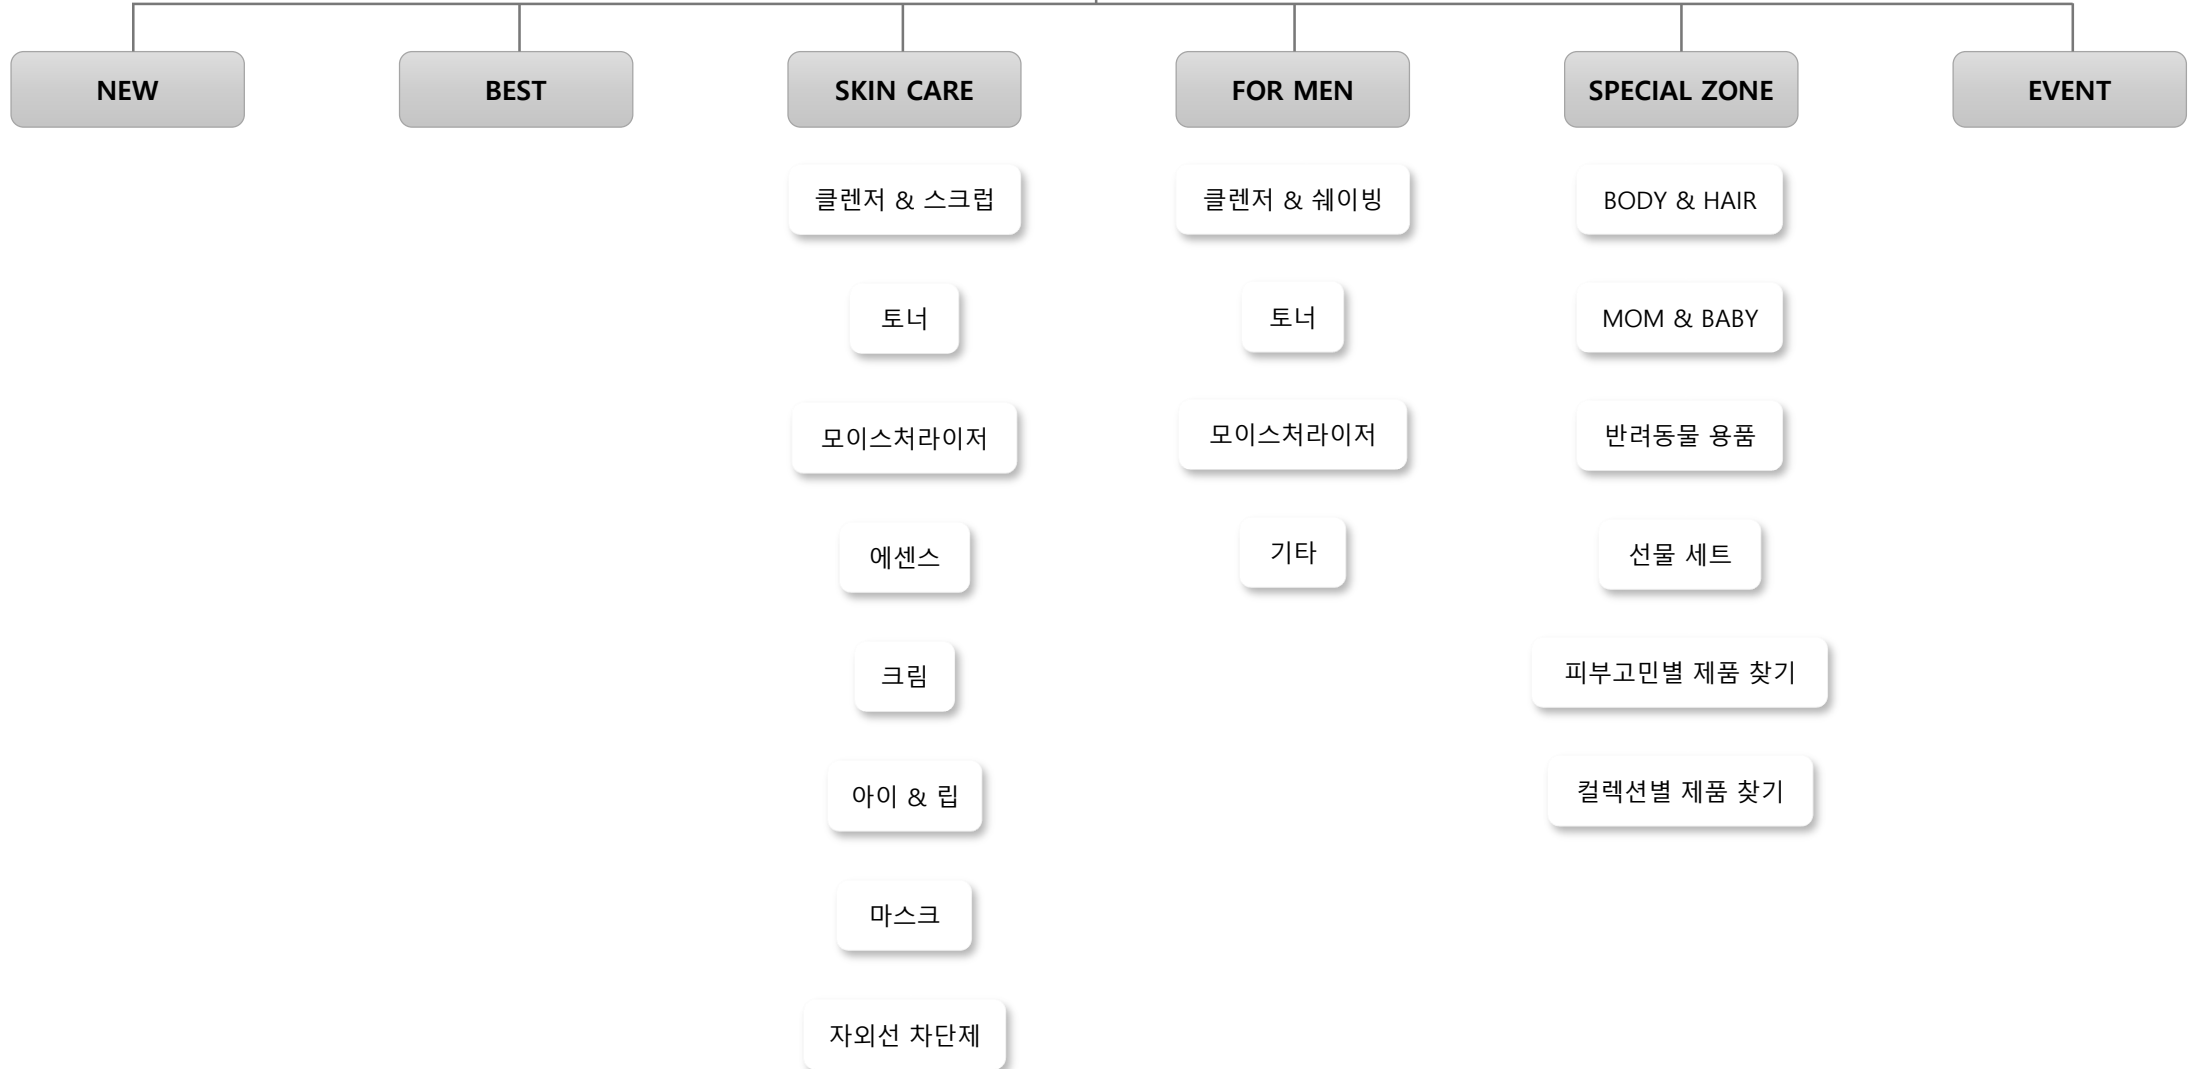 NEW
BEST
SKIN CARE
FOR MEN
SPECIAL ZONE
EVENT
클렌저 & 스크럽
토너
모이스처라이저
에센스
크림
아이 & 립
마스크
자외선 차단제
클렌저 & 쉐이빙
토너
모이스처라이저
기타
BODY & HAIR
MOM & BABY
반려동물 용품
선물 세트
피부고민별 제품 찾기
컬렉션별 제품 찾기